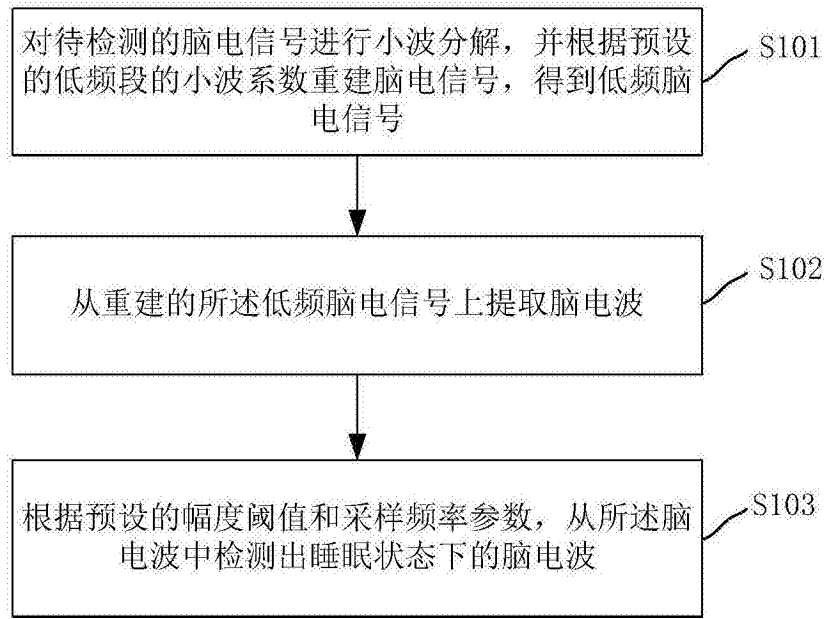 对待检测的脑电信号进行小波分解，并根据预设
的低频段的小波系数重建脑电信号，得到低频脑
电信号
S101
从重建的所述低频脑电信号上提取脑电波
S102
根据预设的幅度阈值和采样频率参数，从所述脑
电波中检测出睡眠状态下的脑电波
S103